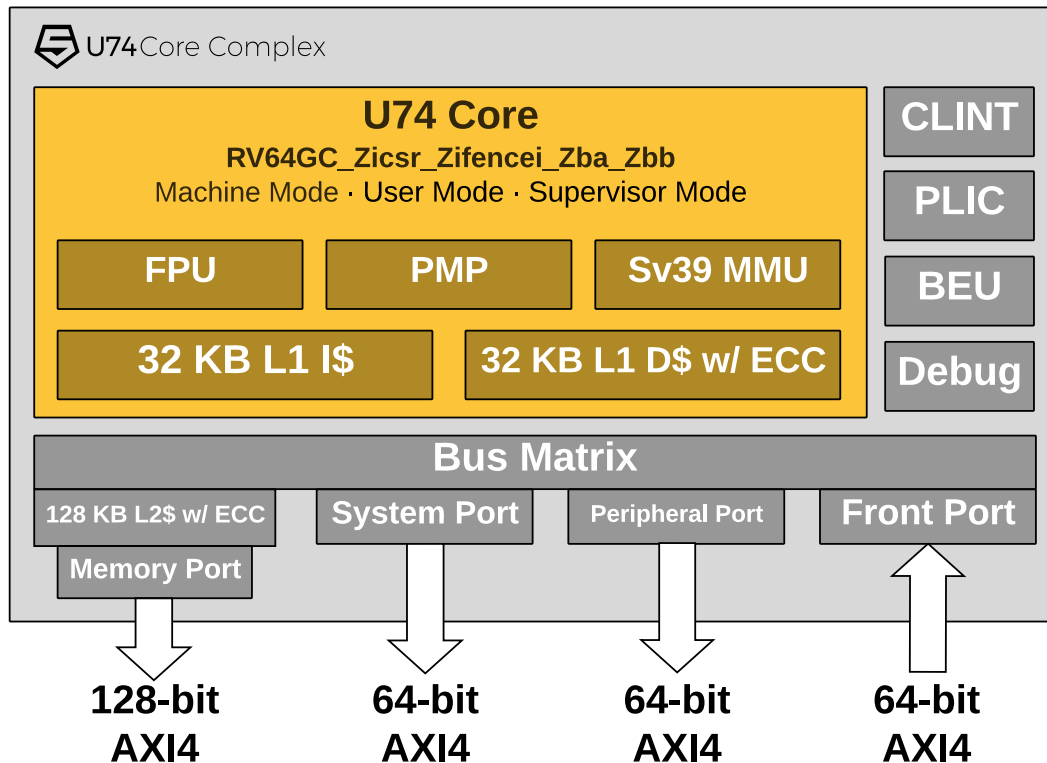 U74 Core Complex
U74 Core
RV64GC_Zicsr_Zifencei_Zba_Zbb
Machine Mode · User Mode · Supervisor Mode
FPU
PMP
Sv39 MMU
32 KB L1 I$
32 KB L1 D$ w/ ECC
CLINT
PLIC
BEU
Debug
Bus Matrix
128 KB L2$ w/ ECC
System Port
Peripheral Port
Front Port
Memory Port
128-bit
AXI4
64-bit
AXI4
64-bit
AXI4
64-bit
AXI4